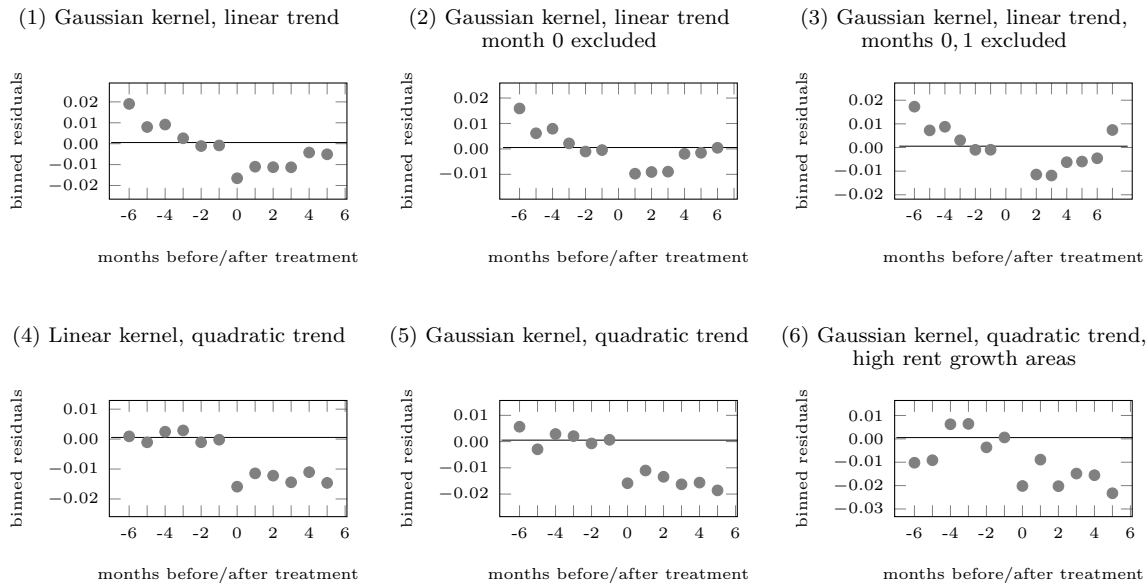 (1) Gaussian kernel, linear trend
binned residuals
0.02
0.01
0.00
−0.01
−0.02
-6 -4 -2 0 2 4 6
months before/after treatment
(2) Gaussian kernel, linear trend
month 0 excluded
binned residuals
0.02
0.01
0.00
−0.01
-6 -4 -2 0 2 4 6
months before/after treatment
(3) Gaussian kernel, linear trend,
months 0, 1 excluded
binned residuals
0.02
0.01
0.00
−0.01
−0.02
-6 -4 -2 0 2 4 6
months before/after treatment
(4) Linear kernel, quadratic trend
binned residuals
0.01
0.00
−0.01
−0.02
-6 -4 -2 0 2 4 6
months before/after treatment
(5) Gaussian kernel, quadratic trend
binned residuals
0.01
0.00
−0.01
−0.02
-6 -4 -2 0 2 4 6
months before/after treatment
(6) Gaussian kernel, quadratic trend,
high rent growth areas
binned residuals
0.01
0.00
−0.01
−0.02
−0.03
-6 -4 -2 0 2 4 6
months before/after treatment